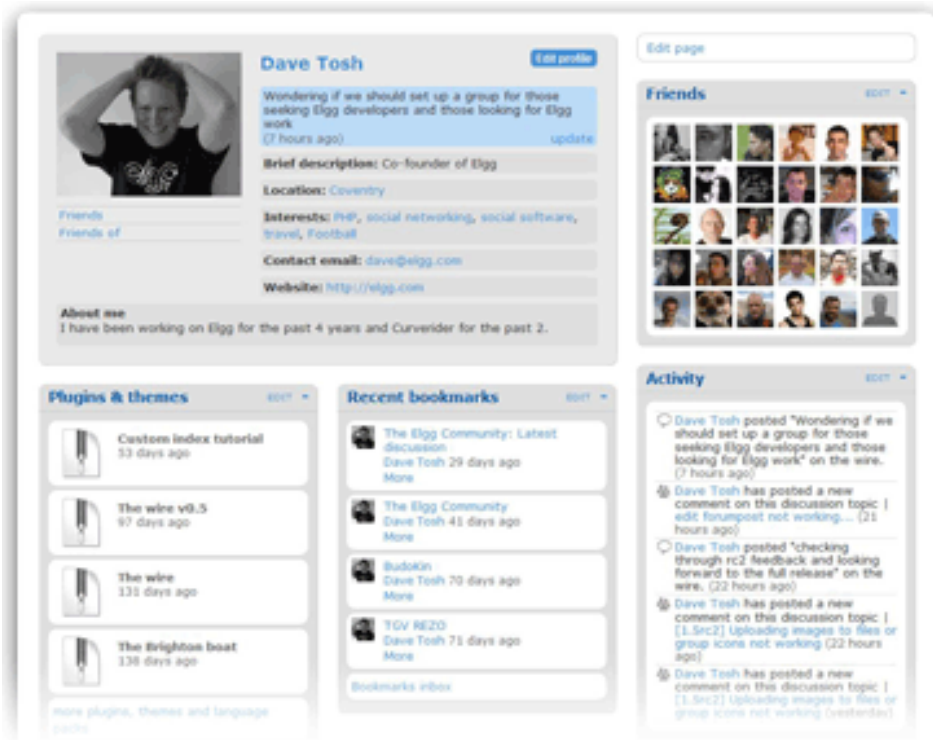 Dave Tosh
Edit profile
Wondering if we should set up a group for those
seeking Elgg developers and those looking for Elgg
work
(7 hours ago) update
Brief description: Co-founder of Elgg
Location: Coventry
Interests: PHP, social networking, social software,
travel, Football
Contact email: dave@elgg.com
Website: http://elgg.com
Friends
Friends of
About me
I have been working on Elgg for the past 4 years and Curverider for the past 2.
Plugins & themes EDIT
Custom index tutorial
53 days ago
The wire v0.5
97 days ago
The wire
131 days ago
The Brighton boat
138 days ago
more plugins, themes and language
packs
Recent bookmarks EDIT
The Elgg Community: Latest
discussion
Dave Tosh 29 days ago
More
The Elgg Community
Dave Tosh 41 days ago
More
BudoKin
Dave Tosh 70 days ago
More
TGV REZO
Dave Tosh 71 days ago
More
Bookmarks inbox
Edit page
Friends EDIT
Activity EDIT
Dave Tosh posted "Wondering if we
should set up a group for those
seeking Elgg developers and those
looking for Elgg work" on the wire.
(7 hours ago)
Dave Tosh has posted a new
comment on this discussion topic |
edit forumpost not working... (21
hours ago)
Dave Tosh posted "checking
through rc2 feedback and looking
forward to the full release" on the
wire. (22 hours ago)
Dave Tosh has posted a new
comment on this discussion topic |
[1.5rc2] Uploading images to files or
group icons not working (22 hours
ago)
Dave Tosh has posted a new
comment on this discussion topic |
[1.5rc2] Uploading images to files or
group icons not working (yesterday)